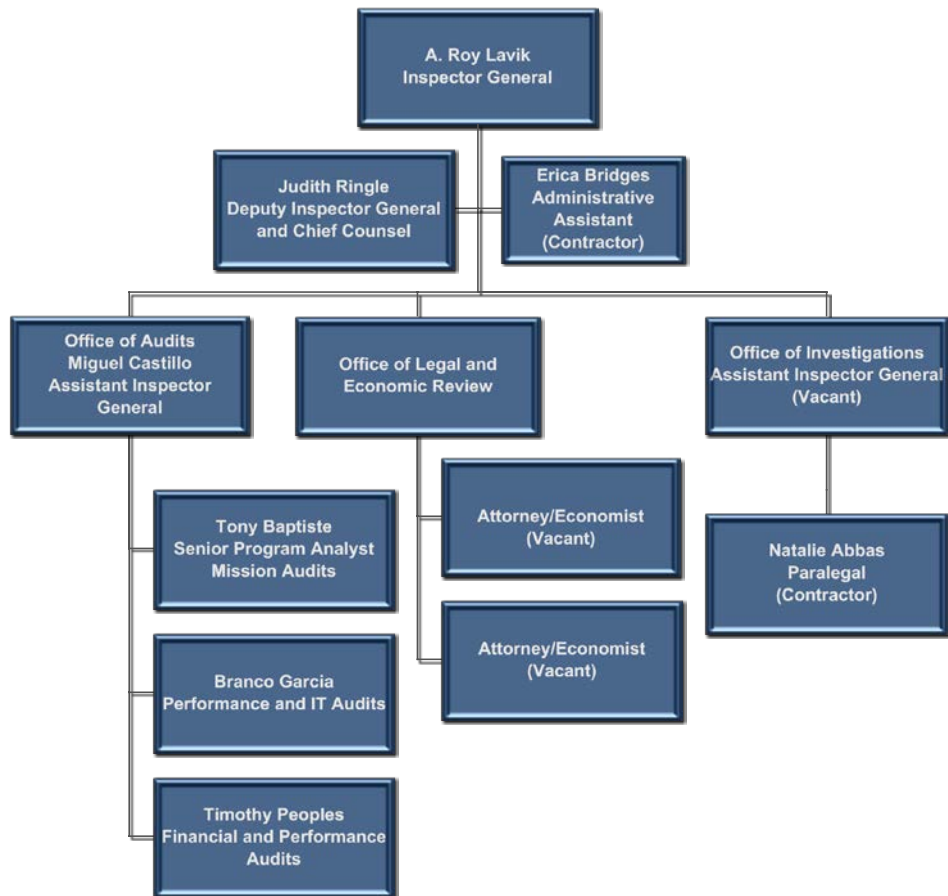 A. Roy Lavik
Inspector General
Judith Ringle
Deputy Inspector General
and Chief Counsel
Erica Bridges
Administrative
Assistant
(Contractor)
Office of Audits
Miguel Castillo
Assistant Inspector
General
Office of Legal and
Economic Review
Office of Investigations
Assistant Inspector General
(Vacant)
Tony Baptiste
Senior Program Analyst
Mission Audits
Attorney/Economist
(Vacant)
Natalie Abbas
Paralegal
(Contractor)
Branco Garcia
Performance and IT Audits
Attorney/Economist
(Vacant)
Timothy Peoples
Financial and Performance
Audits